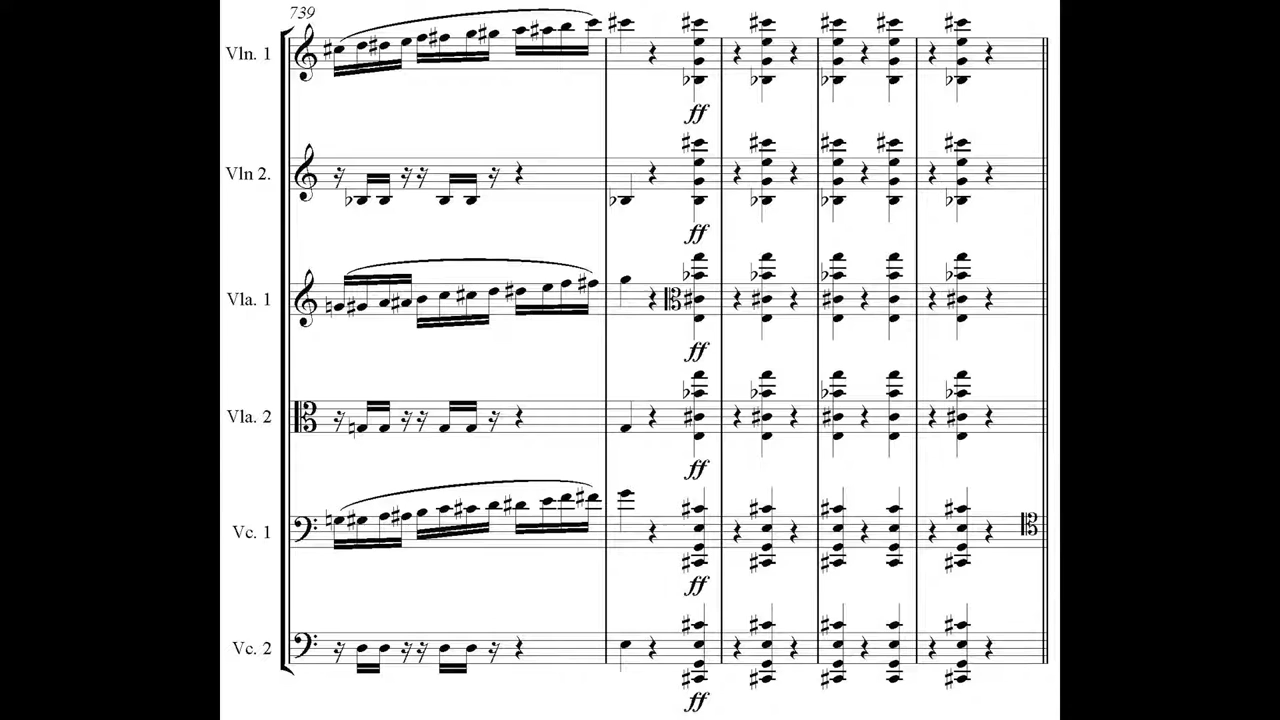 739
Vln. 1
ff
Vln 2.
ff
Vla. 1
ff
Vla. 2
ff
Vc. 1
ff
Vc. 2
ff